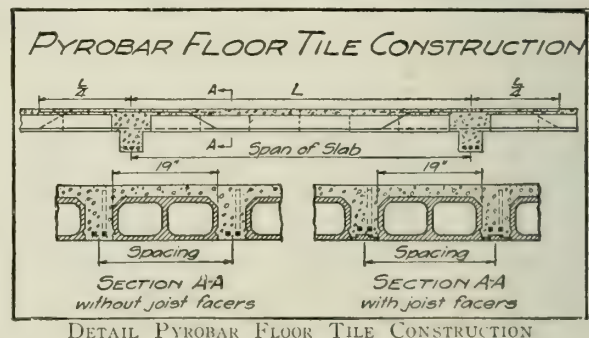 PYROBAR FLOOR TILE CONSTRUCTION
L/4 A L L/4
A Span of Slab
19" 19"
Spacing Spacing
SECTION A-A SECTION A-A
without joist facers with joist facers
DETAIL PYROBAR FLOOR TILE CONSTRUCTION